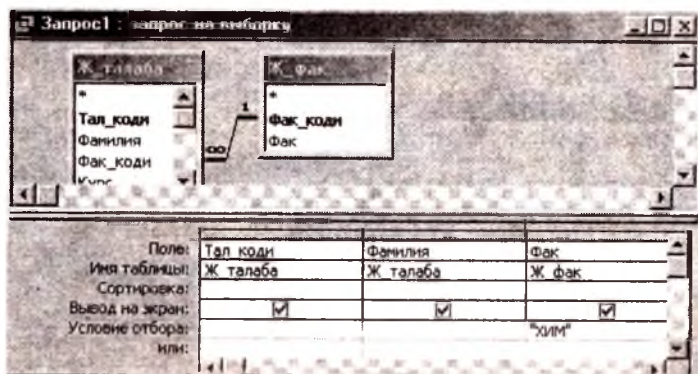 Запрос1 : запрос на выборку
Ж_талаба
Ж_фак
*
Тал_коди
Фамилия
Фак_коди
Курс
*
Фак_коди
Фак
1
∞
Поле: Тал_коди Фамилия Фак
Имя таблицы: Ж_талаба Ж_талаба Ж_фак
Сортировка:
Вывод на экран:
Условие отбора: "ХИМ"
или: